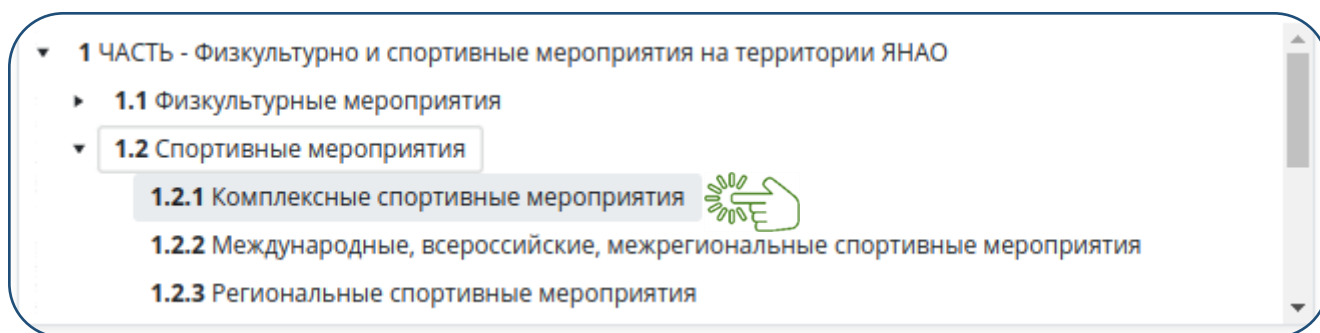 1 ЧАСТЬ - Физкультурно и спортивные мероприятия на территории ЯНАО
1.1 Физкультурные мероприятия
1.2 Спортивные мероприятия
1.2.1 Комплексные спортивные мероприятия
1.2.2 Международные, всероссийские, межрегиональные спортивные мероприятия
1.2.3 Региональные спортивные мероприятия